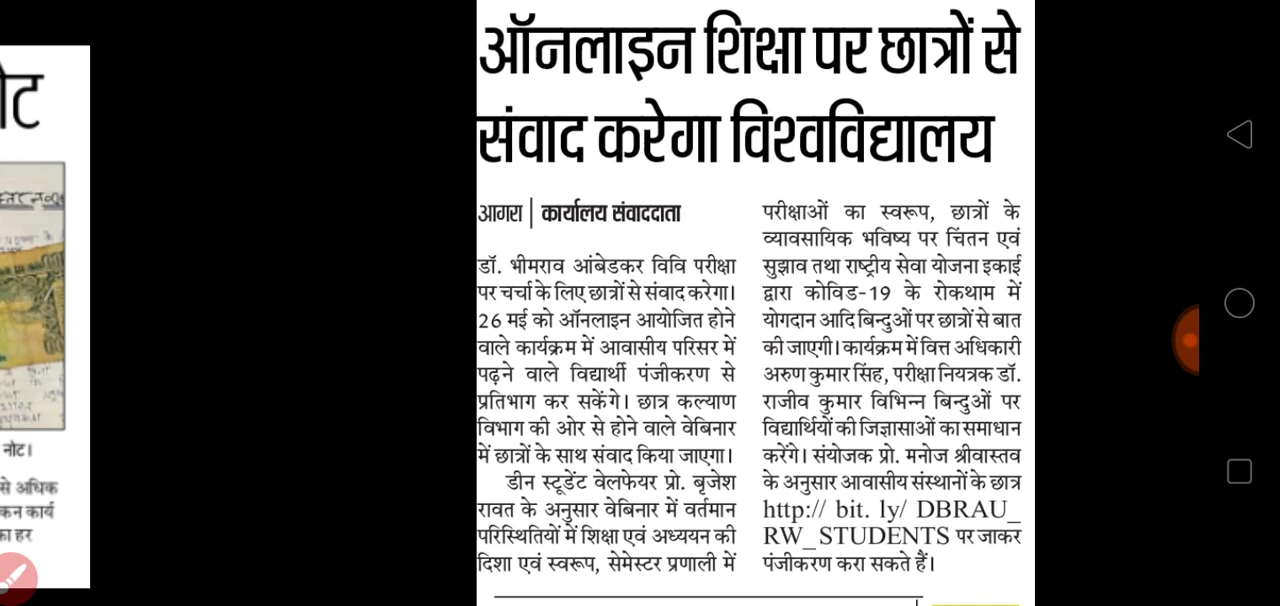 ोट
नोट।
से अधिक
कन कार्य
का हर
ऑनलाइन शिक्षा पर छात्रों से
संवाद करेगा विश्वविद्यालय
आगरा | कार्यालय संवाददाता
डॉ. भीमराव आंबेडकर विवि परीक्षा
पर चर्चा के लिए छात्रों से संवाद करेगा।
26 मई को ऑनलाइन आयोजित होने
वाले कार्यक्रम में आवासीय परिसर में
पढ़ने वाले विद्यार्थी पंजीकरण से
प्रतिभाग कर सकेंगे। छात्र कल्याण
विभाग की ओर से होने वाले वेबिनार
में छात्रों के साथ संवाद किया जाएगा।
डीन स्टूडेंट वेलफेयर प्रो. बृजेश
रावत के अनुसार वेबिनार में वर्तमान
परिस्थितियों में शिक्षा एवं अध्ययन की
दिशा एवं स्वरूप, सेमेस्टर प्रणाली में
परीक्षाओं का स्वरूप, छात्रों के
व्यावसायिक भविष्य पर चिंतन एवं
सुझाव तथा राष्ट्रीय सेवा योजना इकाई
द्वारा कोविड-19 के रोकथाम में
योगदान आदि बिन्दुओं पर छात्रों से बात
की जाएगी। कार्यक्रम में वित्त अधिकारी
अरुण कुमार सिंह, परीक्षा नियत्रक डॉ.
राजीव कुमार विभिन्न बिन्दुओं पर
विद्यार्थियों की जिज्ञासाओं का समाधान
करेंगे। संयोजक प्रो. मनोज श्रीवास्तव
के अनुसार आवासीय संस्थानों के छात्र
http:// bit. ly/ DBRAU_
RW_STUDENTS पर जाकर
पंजीकरण करा सकते हैं।